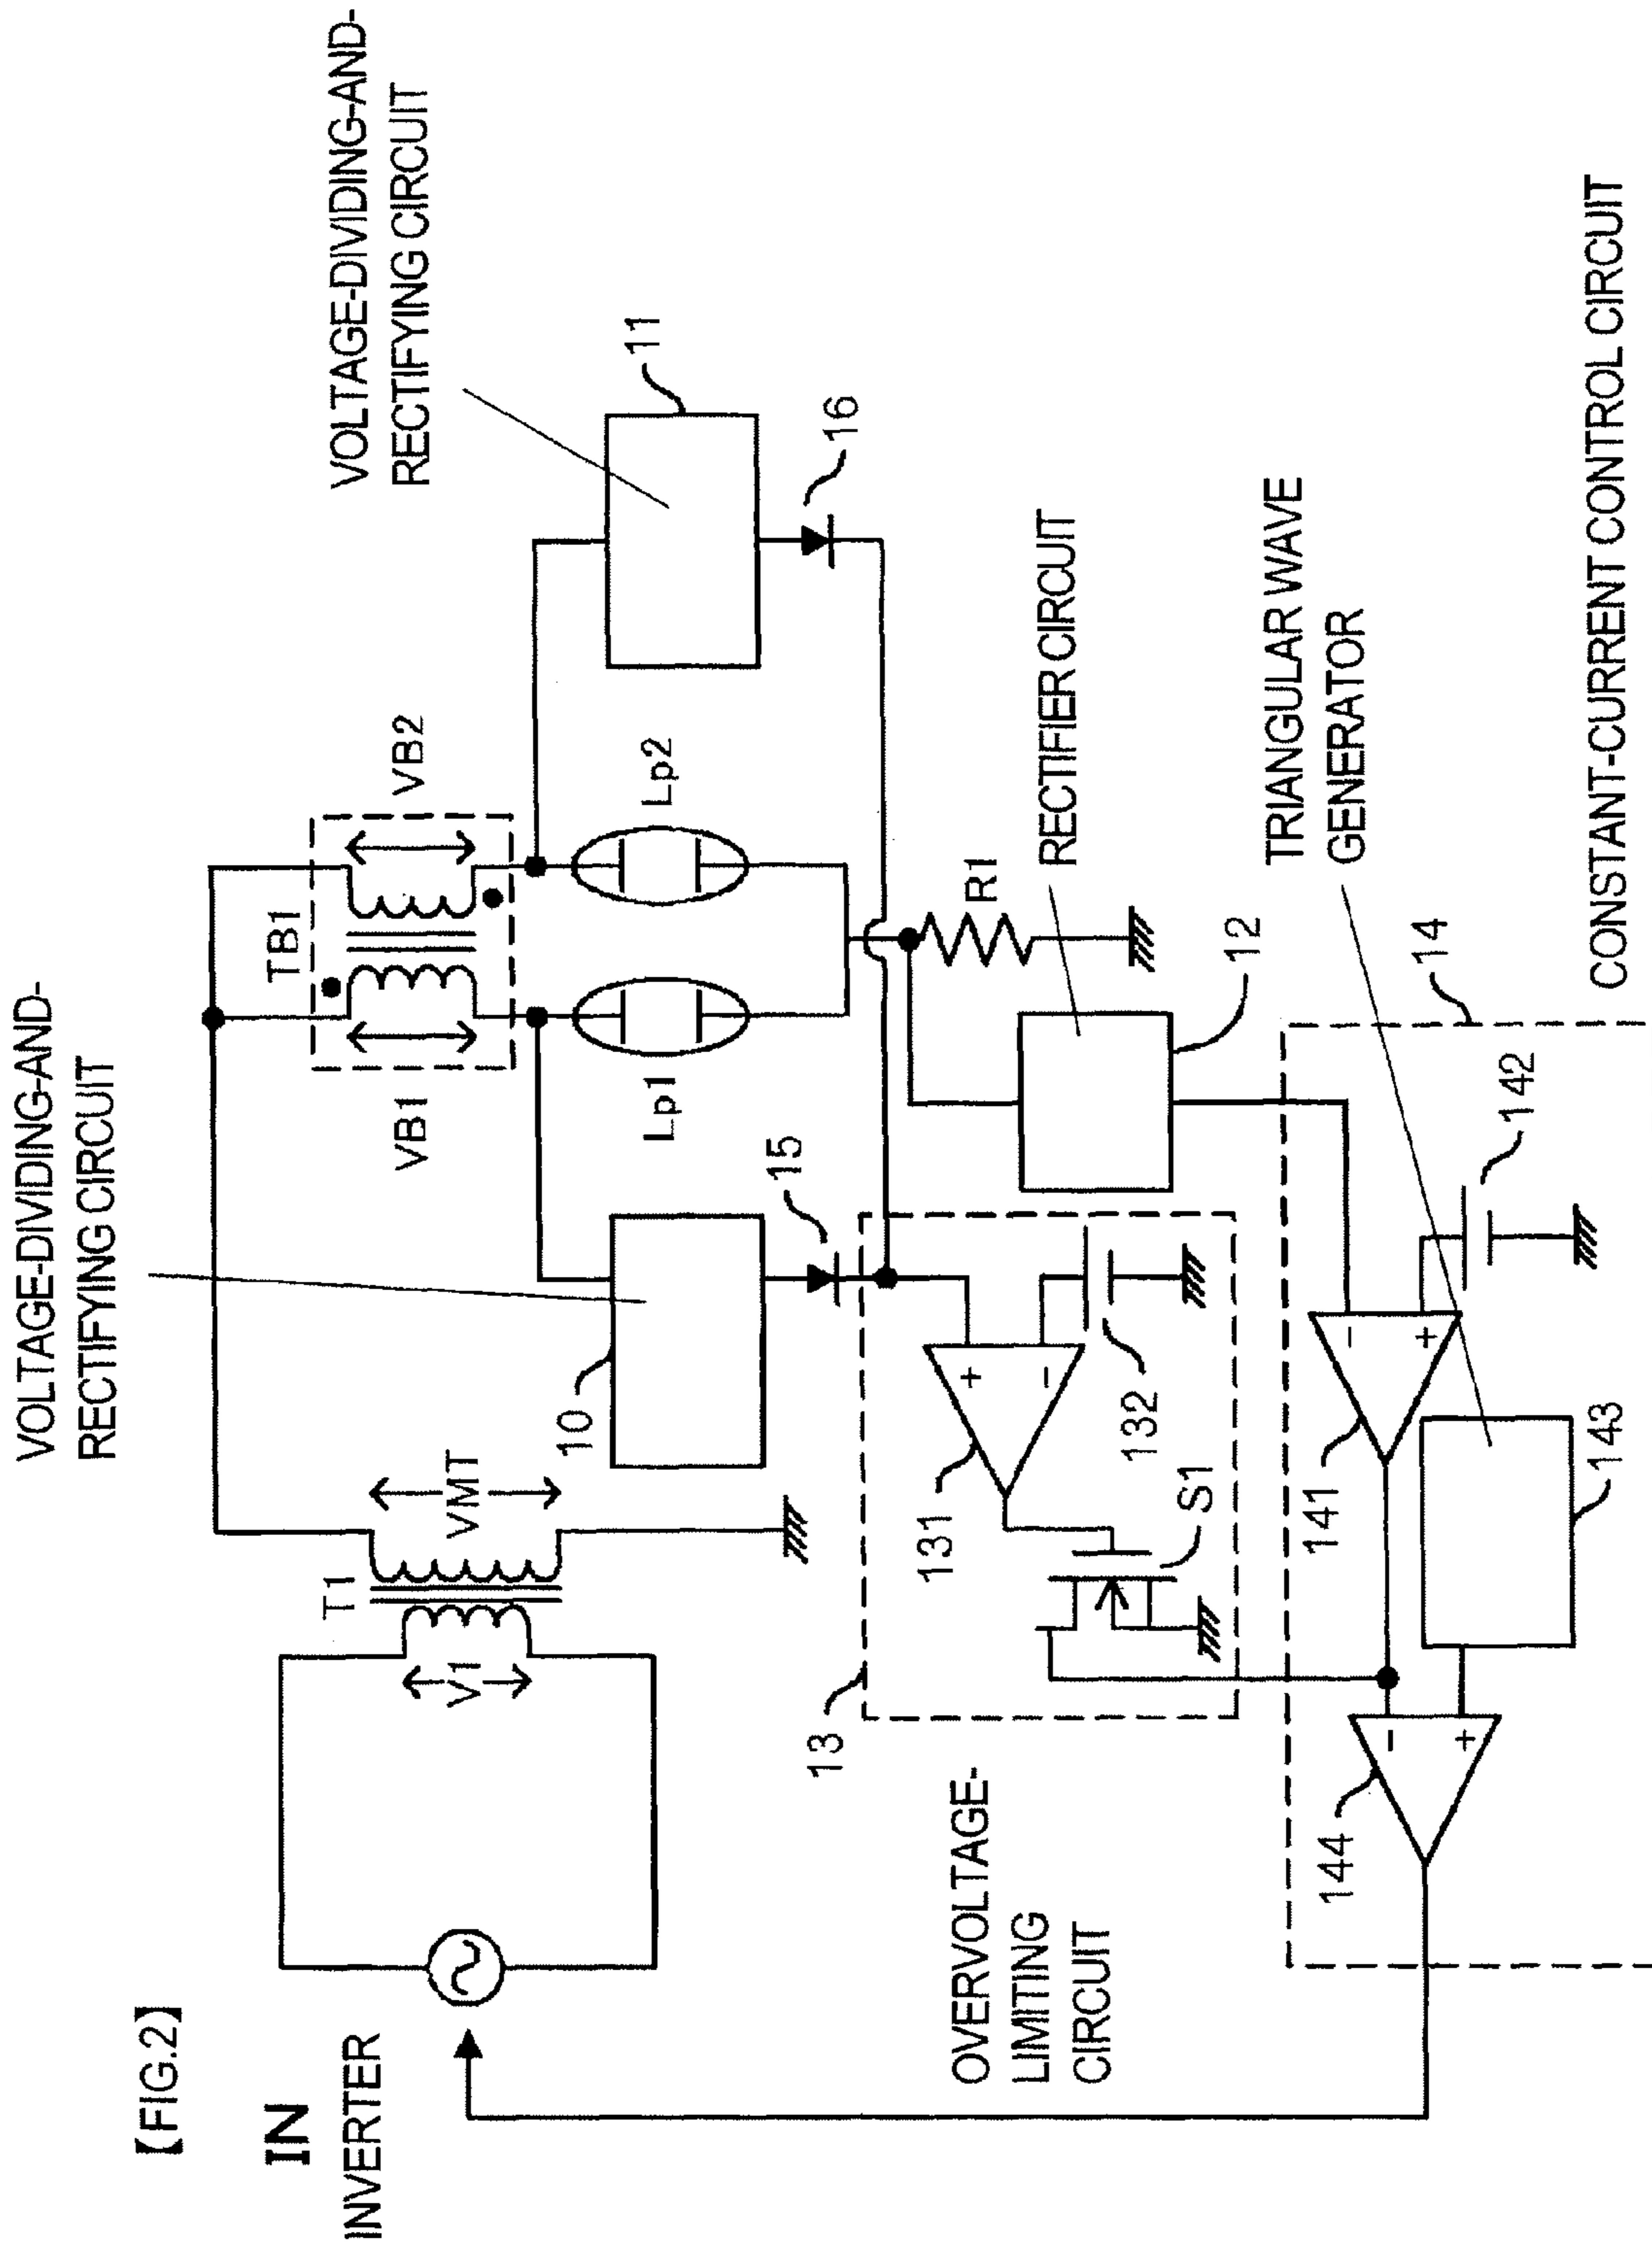 【FIG.2】
IN
INVERTER
V1
T1
VMT
VOLTAGE-DIVIDING-AND-
RECTIFYING CIRCUIT
10
TB1
VB1
VB2
Lp1
Lp2
VOLTAGE-DIVIDING-AND-
RECTIFYING CIRCUIT
11
15
16
R1
RECTIFIER CIRCUIT
12
OVERVOLTAGE-
LIMITING
CIRCUIT
13
131
+
-
132
S1
TRIANGULAR WAVE
GENERATOR
CONSTANT-CURRENT CONTROL CIRCUIT
14
141
-
+
142
143
144
-
+